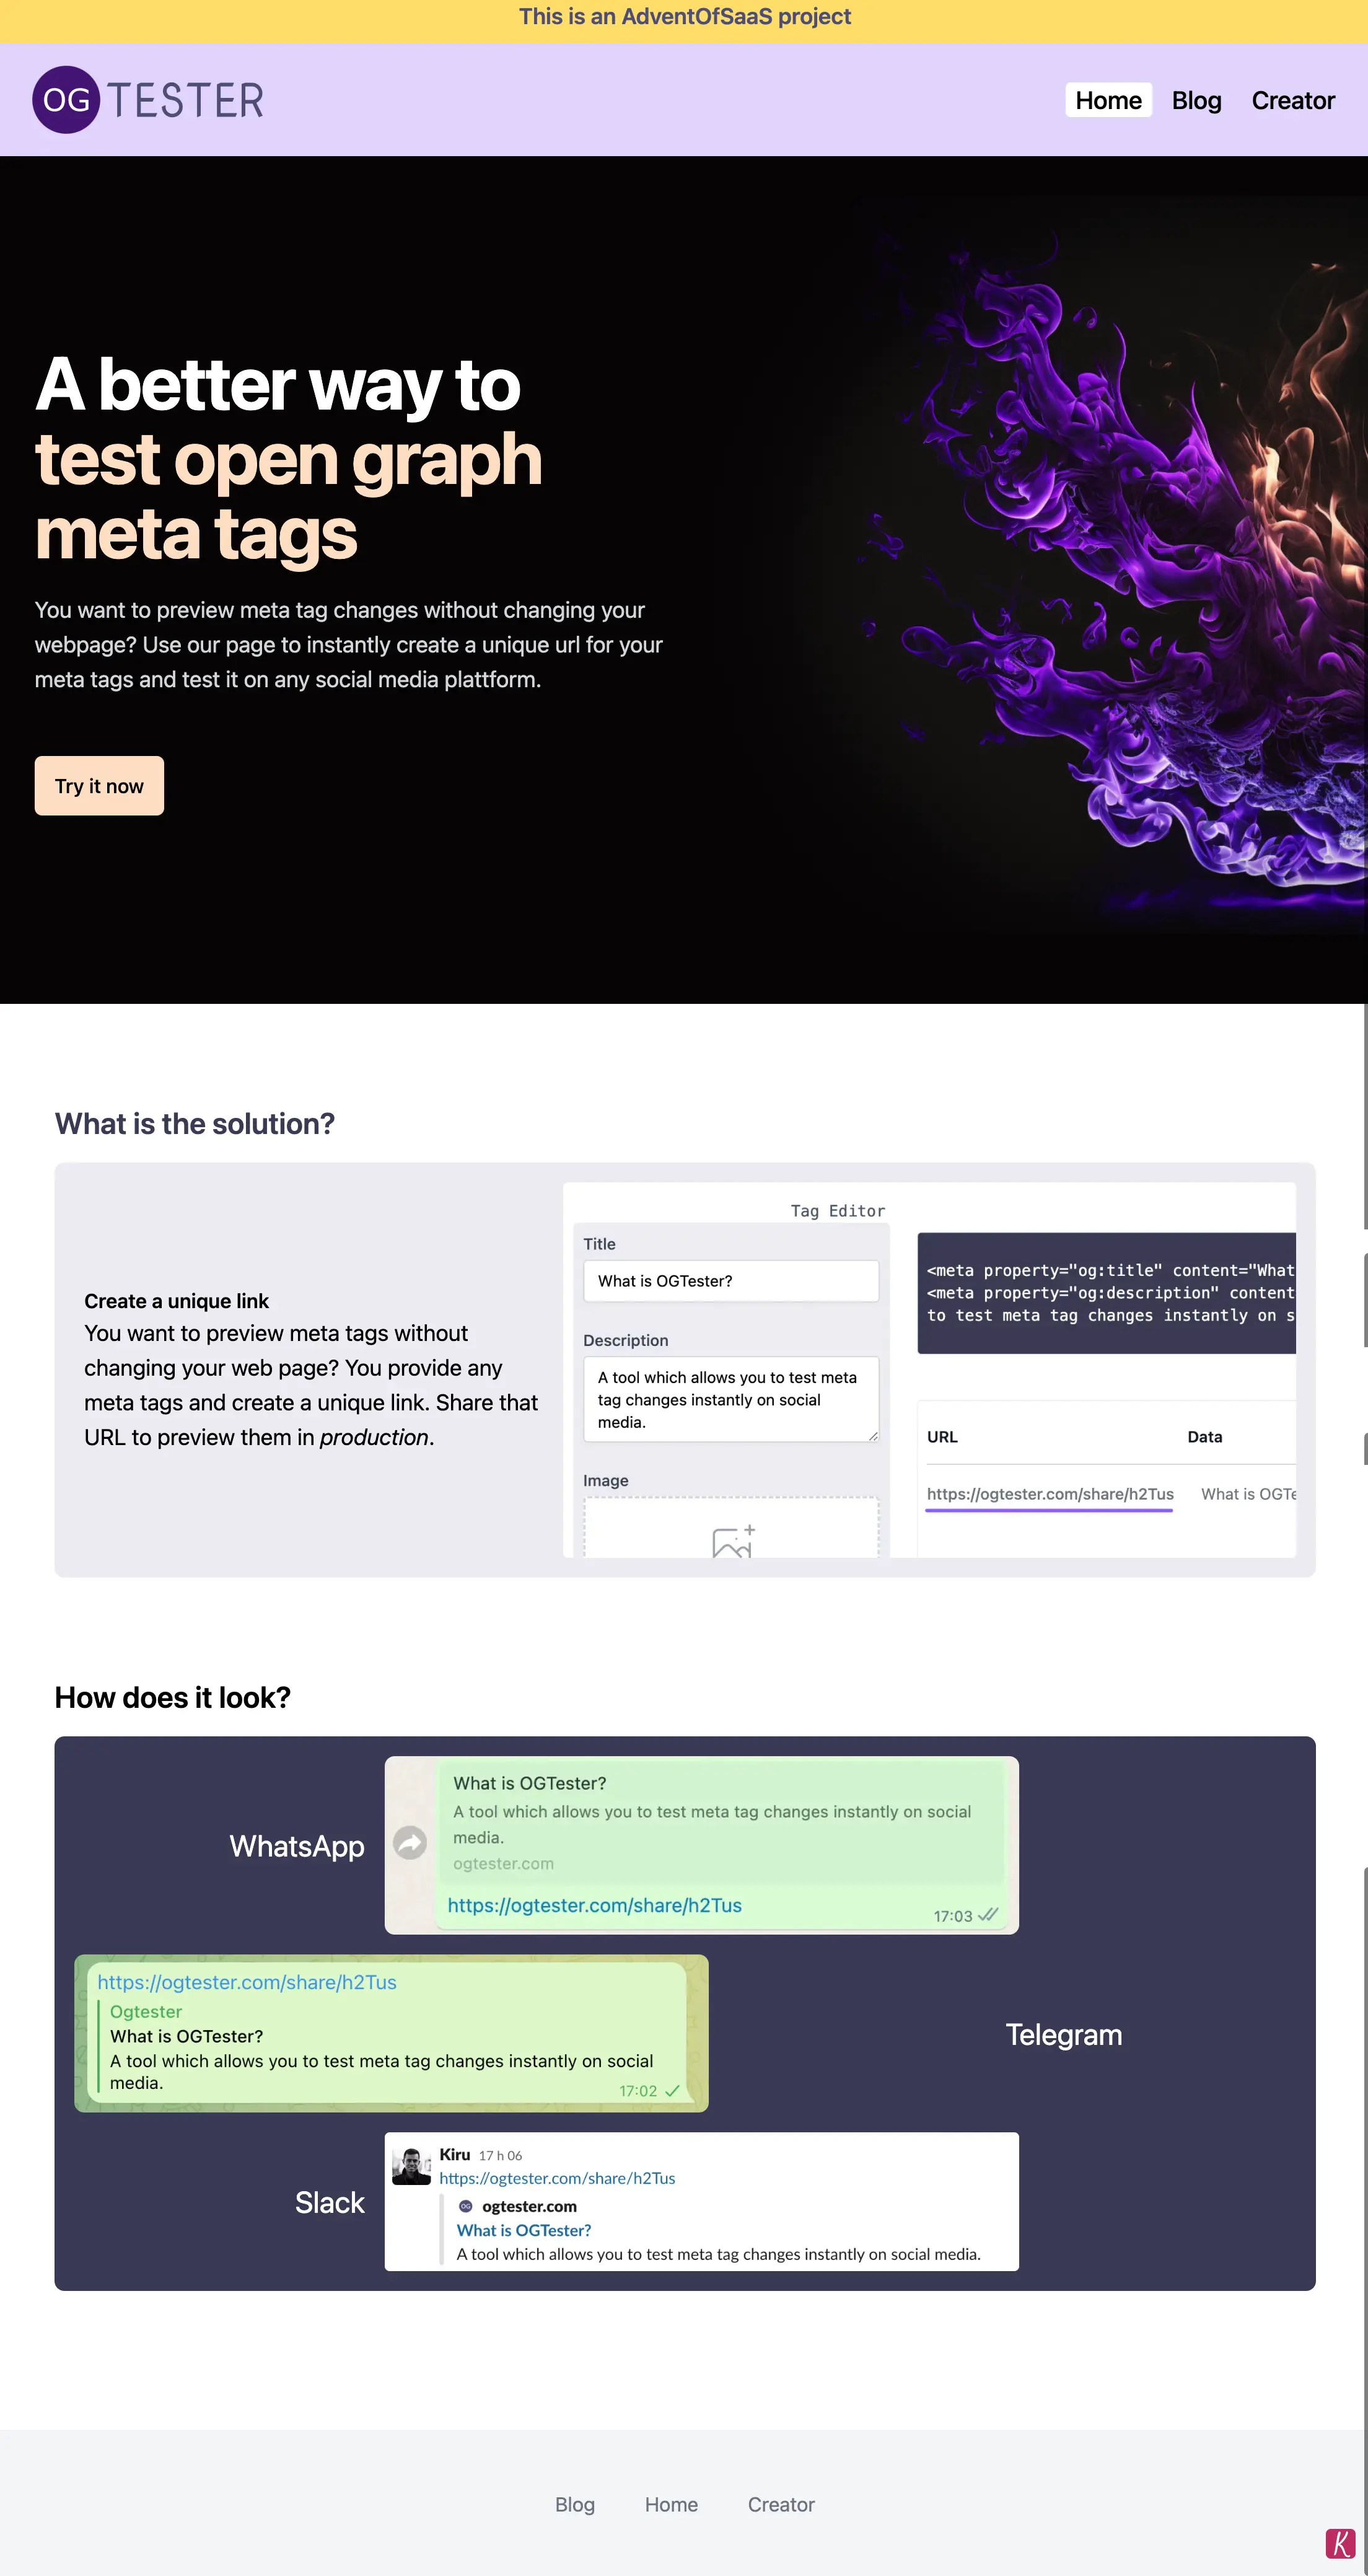 This is an AdventOfSaaS project
OG TESTER
Home Blog Creator
A better way to
test open graph
meta tags
You want to preview meta tag changes without changing your
webpage? Use our page to instantly create a unique url for your
meta tags and test it on any social media plattform.
Try it now
What is the solution?
Create a unique link
You want to preview meta tags without
changing your web page? You provide any
meta tags and create a unique link. Share that
URL to preview them in production.
Tag Editor
Title
What is OGTester?
Description
A tool which allows you to test meta
tag changes instantly on social
media.
Image
<meta property="og:title" content="What
<meta property="og:description" content
to test meta tag changes instantly on s
URL Data
https://ogtester.com/share/h2Tus What is OGTe
How does it look?
WhatsApp
What is OGTester?
A tool which allows you to test meta tag changes instantly on social
media.
ogtester.com
https://ogtester.com/share/h2Tus
17:03
https://ogtester.com/share/h2Tus
Ogtester
What is OGTester?
A tool which allows you to test meta tag changes instantly on social
media.
17:02
Telegram
Slack
Kiru 17 h 06
https://ogtester.com/share/h2Tus
OG ogtester.com
What is OGTester?
A tool which allows you to test meta tag changes instantly on social media.
Blog Home Creator
K